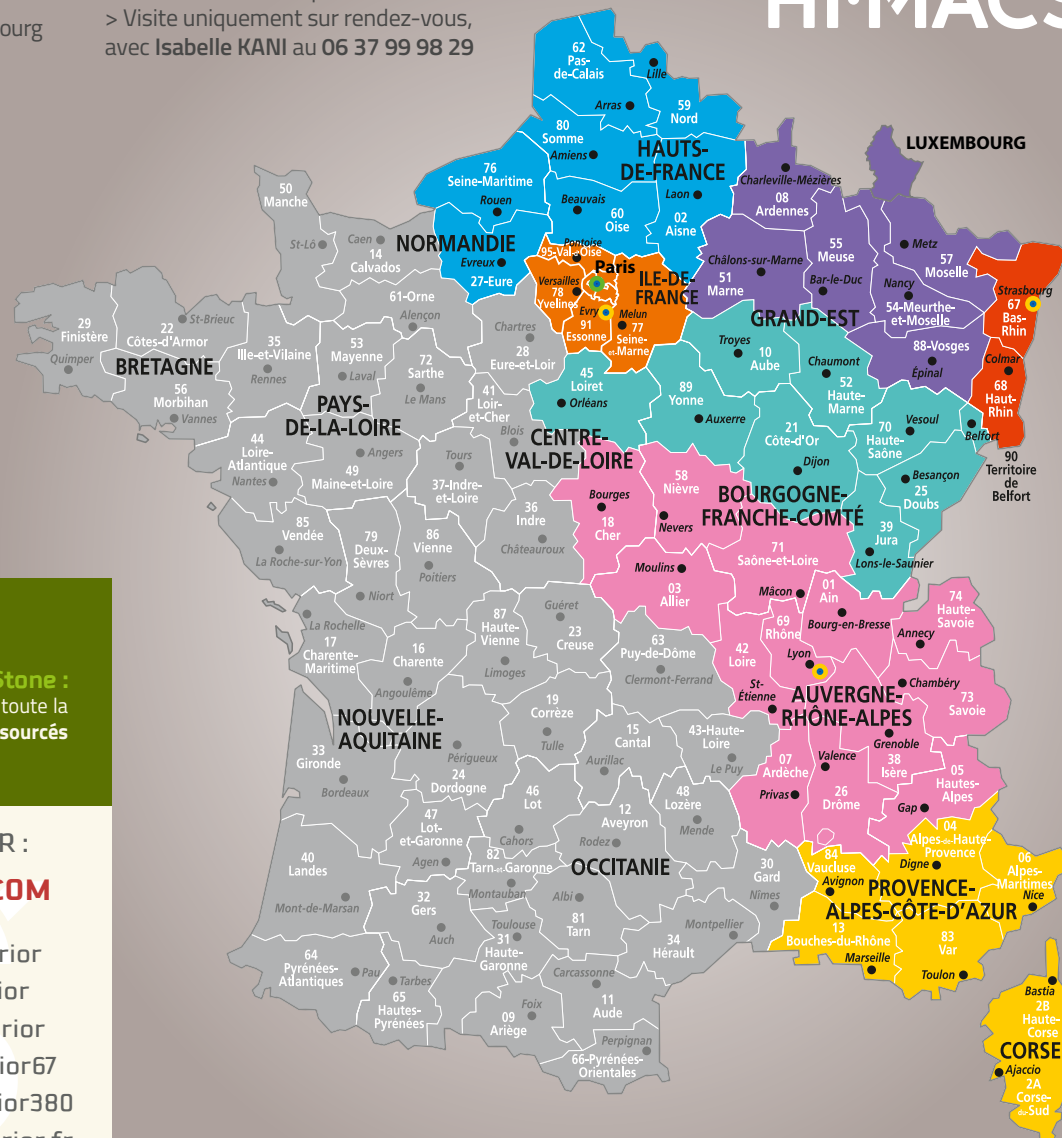 ourg
> Visite uniquement sur rendez-vous,
avec Isabelle KANI au 06 37 99 98 29
HI-MACS
62
Pas-
de-Calais
Lille
Arras
59
Nord
80
Somme
Amiens
HAUTS-
DE-FRANCE
LUXEMBOURG
76
Seine-Maritime
Rouen
Beauvais
60
Oise
Laon
02
Aisne
Charleville-Mézières
08
Ardennes
50
Manche
St-Lô
Caen
14
Calvados
NORMANDIE
Evreux
27-Eure
Pontoise
95-Val-d'Oise
Paris
Versailles
78
Yvelines
Evry
91
Essonne
Melun
77
Seine-
et-Marne
ILE-DE-
FRANCE
Châlons-sur-Marne
51
Marne
55
Meuse
Bar-le-Duc
Metz
57
Moselle
Nancy
54-Meurthe-
et-Moselle
Strasbourg
67
Bas-
Rhin
GRAND-EST
88-Vosges
Épinal
Colmar
68
Haut-
Rhin
61-Orne
Alençon
Chartres
28
Eure-et-Loir
29
Finistère
Quimper
St-Brieuc
22
Côtes-d'Armor
BRETAGNE
56
Morbihan
Vannes
35
Ille-et-Vilaine
Rennes
53
Mayenne
Laval
72
Sarthe
Le Mans
PAYS-
DE-LA-LOIRE
41
Loir-
et-Cher
Blois
45
Loiret
Orléans
CENTRE-
VAL-DE-LOIRE
Troyes
10
Aube
Chaumont
52
Haute-
Marne
89
Yonne
Auxerre
21
Côte-d'Or
Dijon
70
Haute-
Saône
Vesoul
Belfort
90
Territoire
de
Belfort
Besançon
25
Doubs
BOURGOGNE-
FRANCHE-COMTÉ
39
Jura
Lons-le-Saunier
44
Loire-
Atlantique
Nantes
49
Maine-et-Loire
Angers
Tours
37-Indre-
et-Loire
36
Indre
Châteauroux
Bourges
18
Cher
58
Nièvre
Nevers
71
Saône-et-Loire
Mâcon
Moulins
03
Allier
85
Vendée
La Roche-sur-Yon
79
Deux-
Sèvres
Niort
86
Vienne
Poitiers
La Rochelle
17
Charente-
Maritime
16
Charente
Angoulême
87
Haute-
Vienne
Limoges
Guéret
23
Creuse
63
Puy-de-Dôme
Clermont-Ferrand
42
Loire
St-
Étienne
69
Rhône
Lyon
01
Ain
Bourg-en-Bresse
74
Haute-
Savoie
Annecy
Chambéry
73
Savoie
AUVERGNE-
RHÔNE-ALPES
Grenoble
38
Isère
Valence
26
Drôme
07
Ardèche
Privas
05
Hautes-
Alpes
Gap
NOUVELLE-
AQUITAINE
19
Corrèze
Tulle
15
Cantal
Aurillac
43-Haute-
Loire
Le Puy
33
Gironde
Bordeaux
Périgueux
24
Dordogne
46
Lot
Cahors
12
Aveyron
Rodez
48
Lozère
Mende
47
Lot-
et-Garonne
Agen
82
Tarn-et-Garonne
Montauban
OCCITANIE
30
Gard
Nîmes
40
Landes
Mont-de-Marsan
32
Gers
Auch
Toulouse
31
Haute-
Garonne
Albi
81
Tarn
Montpellier
34
Hérault
64
Pyrénées-
Atlantiques
Pau
Tarbes
65
Hautes-
Pyrénées
Foix
09
Ariège
Carcassonne
11
Aude
Perpignan
66-Pyrénées-
Orientales
84
Vaucluse
Avignon
04
Alpes-de-Haute-
Provence
Digne
06
Alpes-
Maritimes
Nice
PROVENCE-
ALPES-CÔTE-D'AZUR
13
Bouches-du-Rhône
Marseille
83
Var
Toulon
Bastia
2B
Haute-
Corse
CORSE
Ajaccio
2A
Corse-
du-Sud
Stone :
toute la
sourcés
R :
COM
rior
ior
rior
ior67
ior380
rior.fr